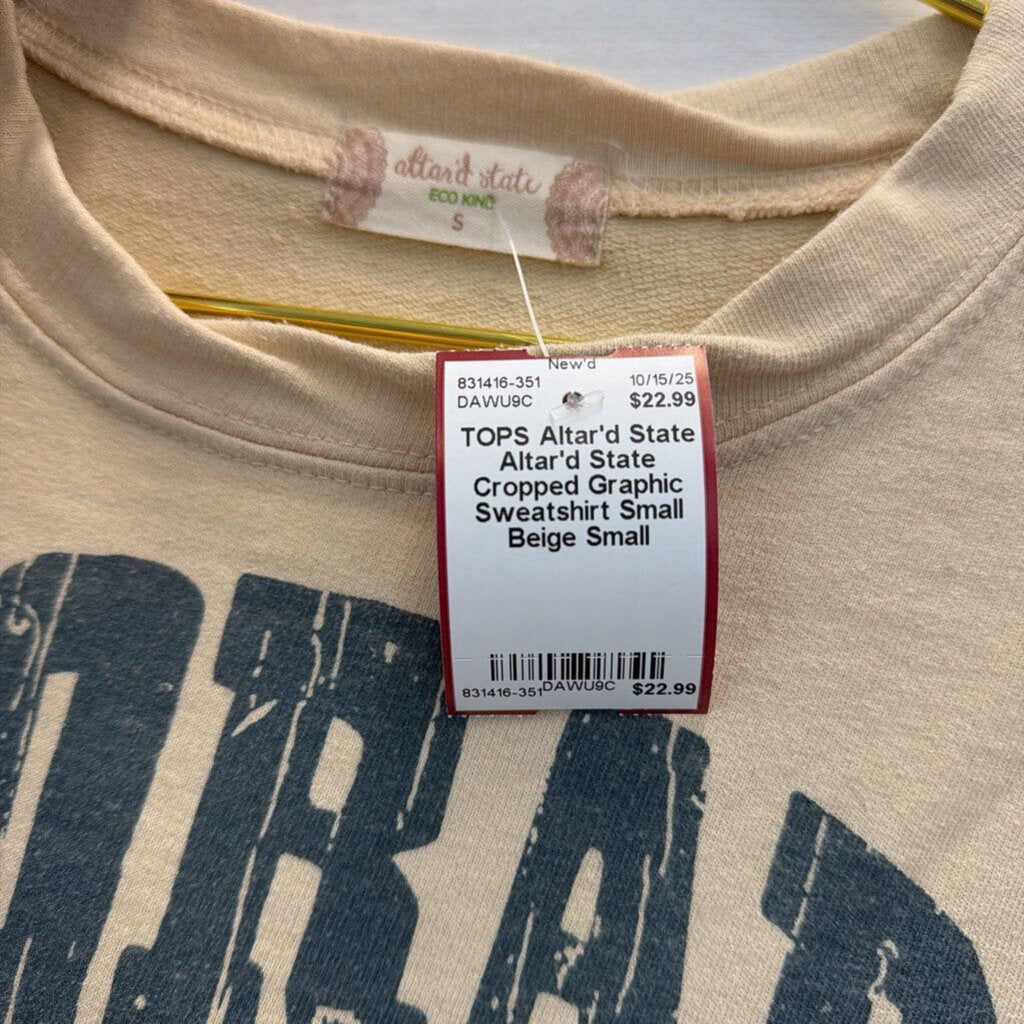 altar'd state
ECO KIND
S
New'd
831416-351 10/15/25
DAWU9C $22.99
TOPS Altar'd State
Altar'd State
Cropped Graphic
Sweatshirt Small
Beige Small
831416-351 DAWU9C $22.99
ORAD